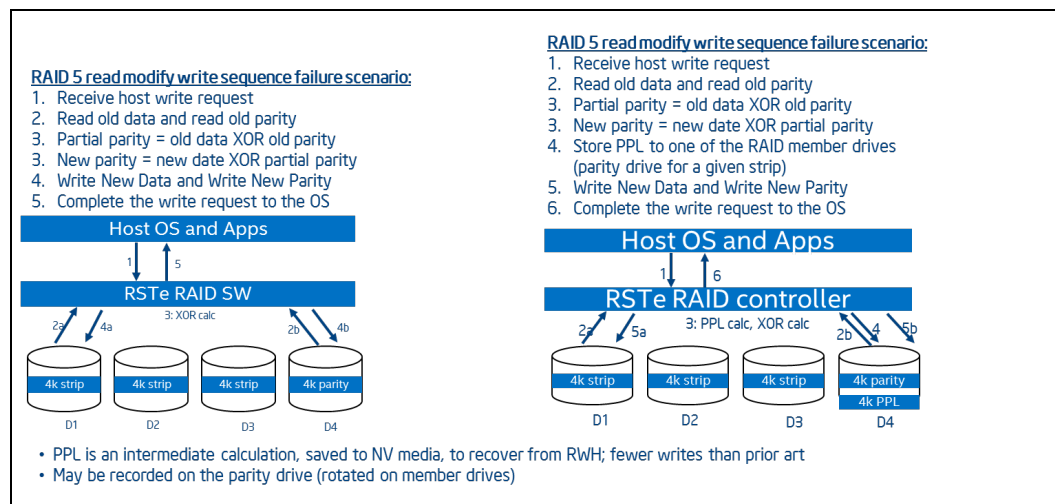 RAID 5 read modify write sequence failure scenario:
1. Receive host write request
2. Read old data and read old parity
3. Partial parity = old data XOR old parity
3. New parity = new date XOR partial parity
4. Write New Data and Write New Parity
5. Complete the write request to the OS
Host OS and Apps
1
5
RSTe RAID SW
3: XOR calc
2a
4a
2b
4b
4k strip
4k strip
4k strip
4k parity
D1
D2
D3
D4
RAID 5 read modify write sequence failure scenario:
1. Receive host write request
2. Read old data and read old parity
3. Partial parity = old data XOR old parity
3. New parity = new date XOR partial parity
4. Store PPL to one of the RAID member drives
(parity drive for a given strip)
5. Write New Data and Write New Parity
6. Complete the write request to the OS
Host OS and Apps
1
6
RSTe RAID controller
3: PPL calc, XOR calc
2a
5a
2b
4
5b
4k strip
4k strip
4k strip
4k parity
4k PPL
D1
D2
D3
D4
• PPL is an intermediate calculation, saved to NV media, to recover from RWH; fewer writes than prior art
• May be recorded on the parity drive (rotated on member drives)